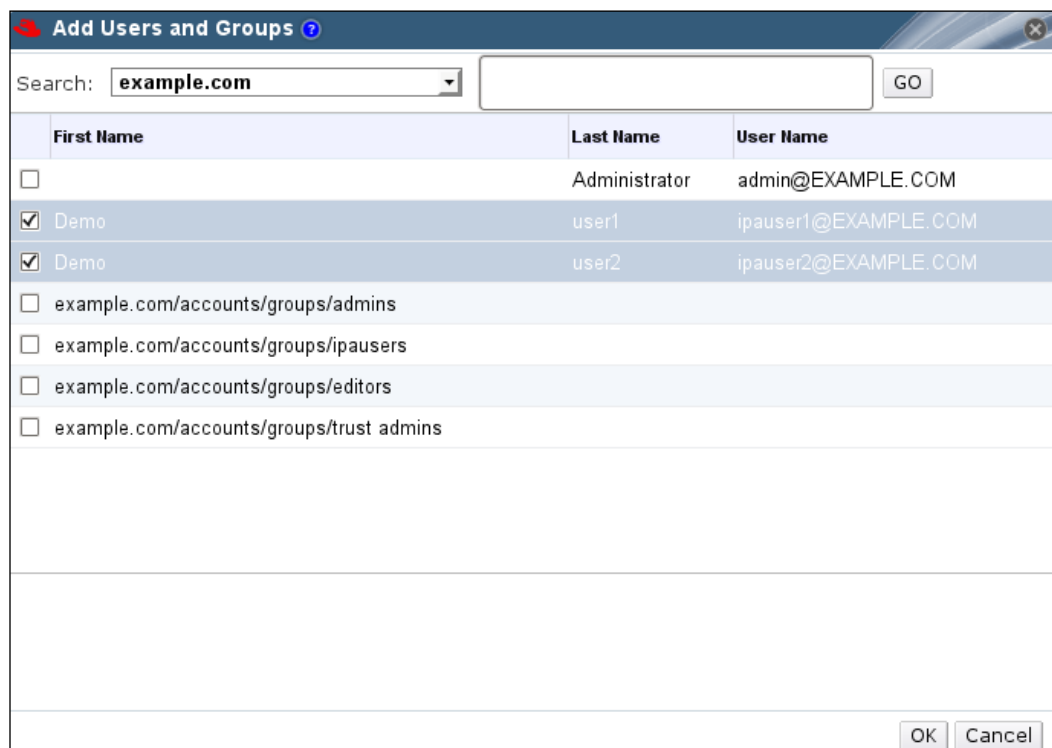 Add Users and Groups ?
Search: example.com GO
First Name Last Name User Name
Administrator admin@EXAMPLE.COM
Demo user1 ipauser1@EXAMPLE.COM
Demo user2 ipauser2@EXAMPLE.COM
example.com/accounts/groups/admins
example.com/accounts/groups/ipausers
example.com/accounts/groups/editors
example.com/accounts/groups/trust admins
OK Cancel